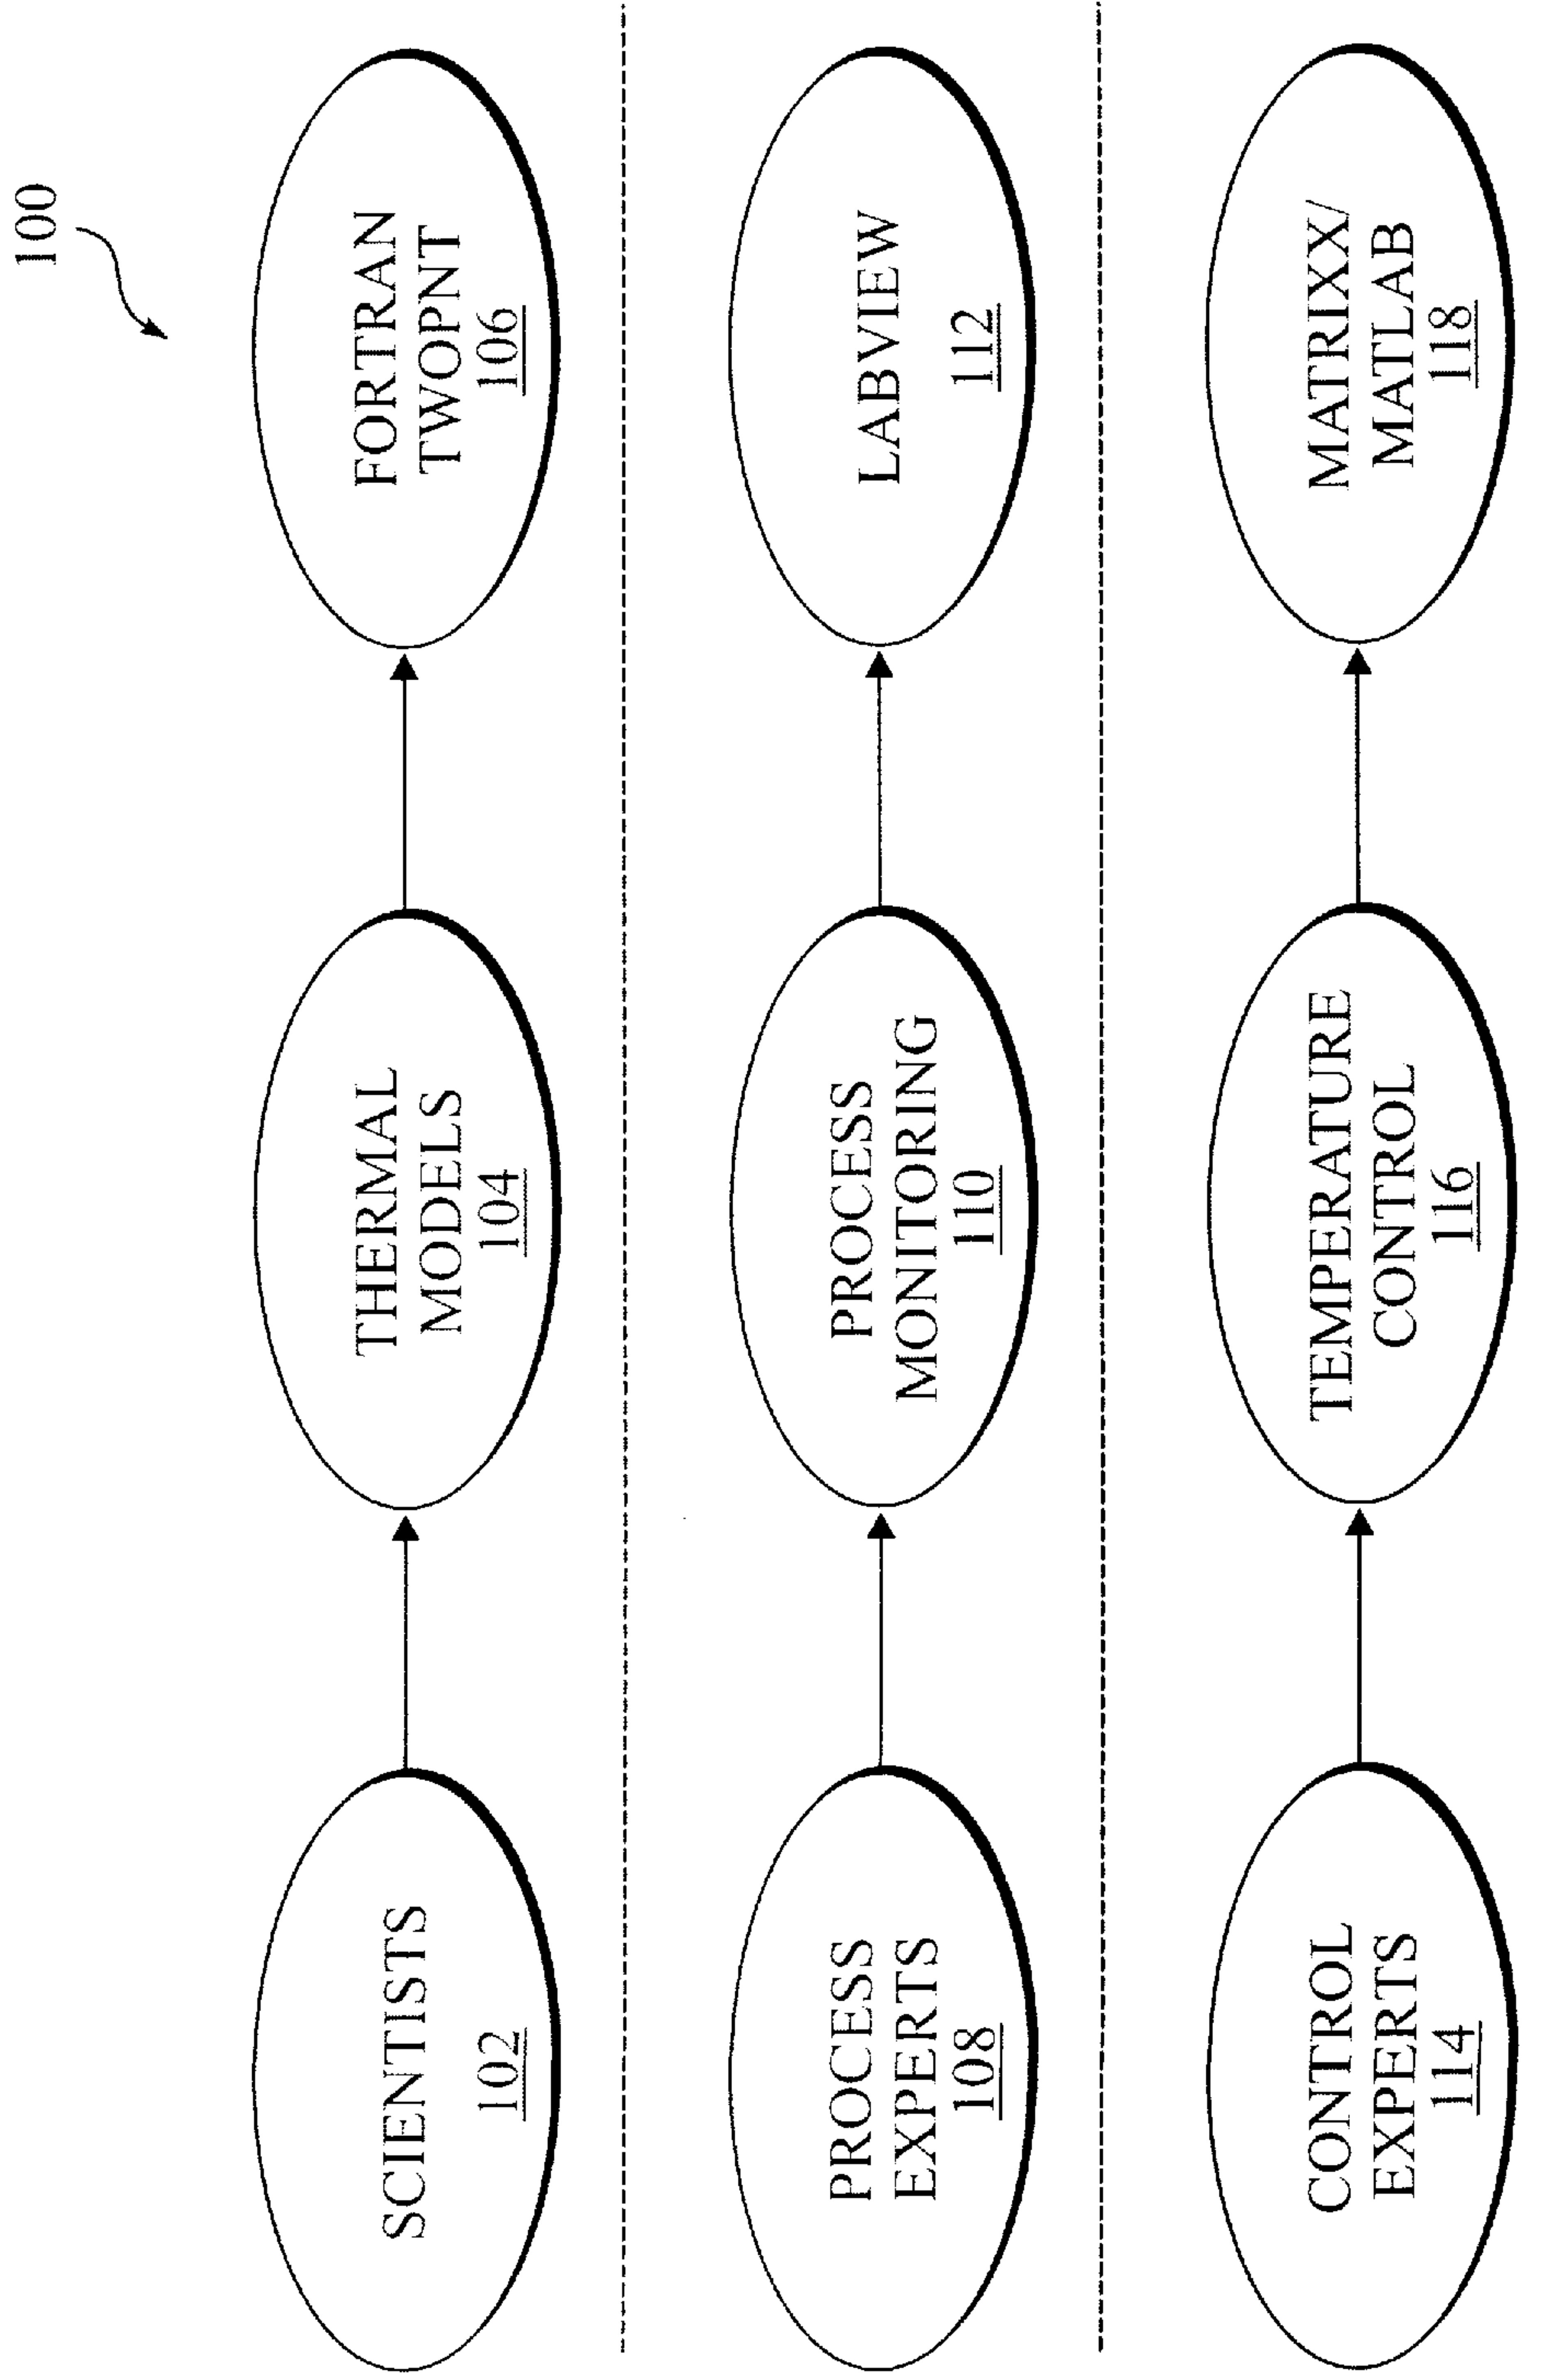 100
SCIENTISTS
102
THERMAL
MODELS
104
FORTRAN
TWOPNT
106
PROCESS
EXPERTS
108
PROCESS
MONITORING
110
LABVIEW
112
CONTROL
EXPERTS
114
TEMPERATURE
CONTROL
116
MATRIXX/
MATLAB
118